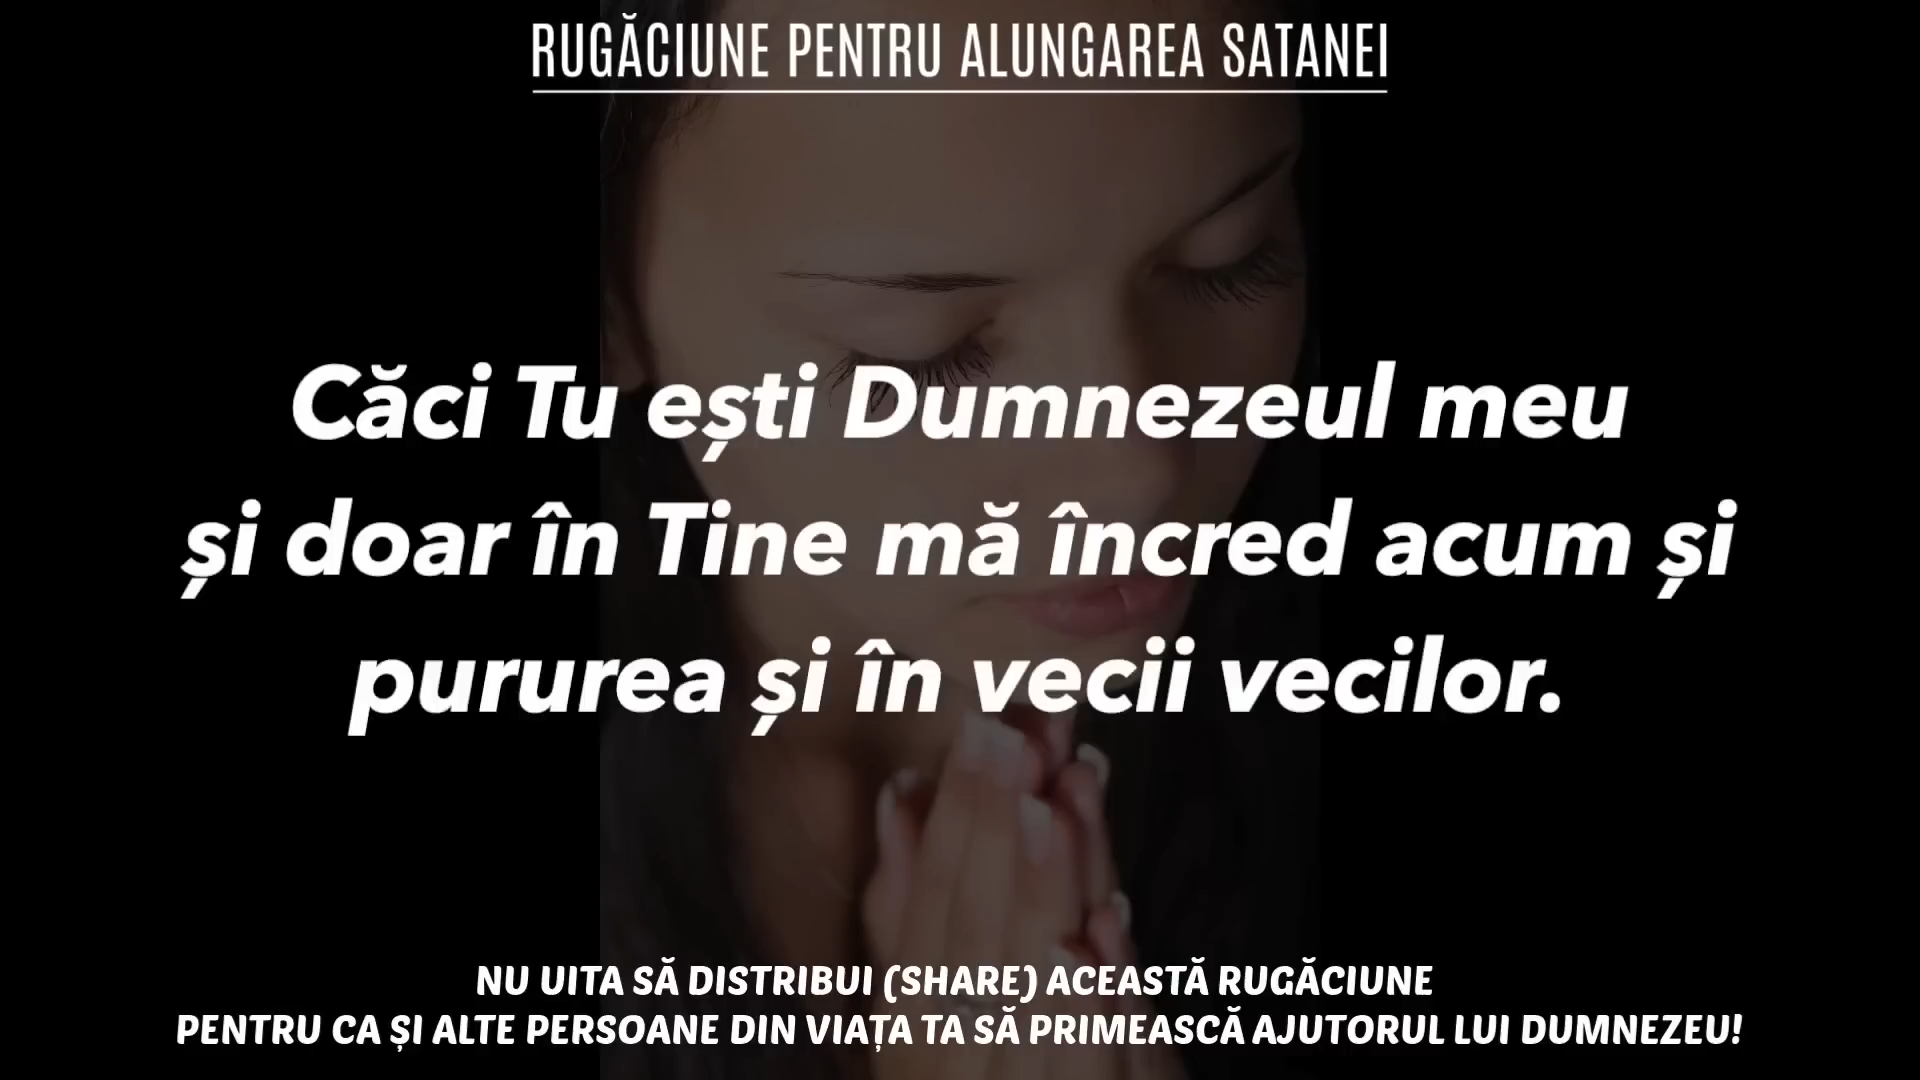 RUGĂCIUNE PENTRU ALUNGAREA SATANEI
Căci Tu ești Dumnezeul meu
și doar în Tine mă încred acum și
pururea și în vecii vecilor.
NU UITA SĂ DISTRIBUI (SHARE) ACEASTĂ RUGĂCIUNE
PENTRU CA ȘI ALTE PERSOANE DIN VIAȚA TA SĂ PRIMEASCĂ AJUTORUL LUI DUMNEZEU!